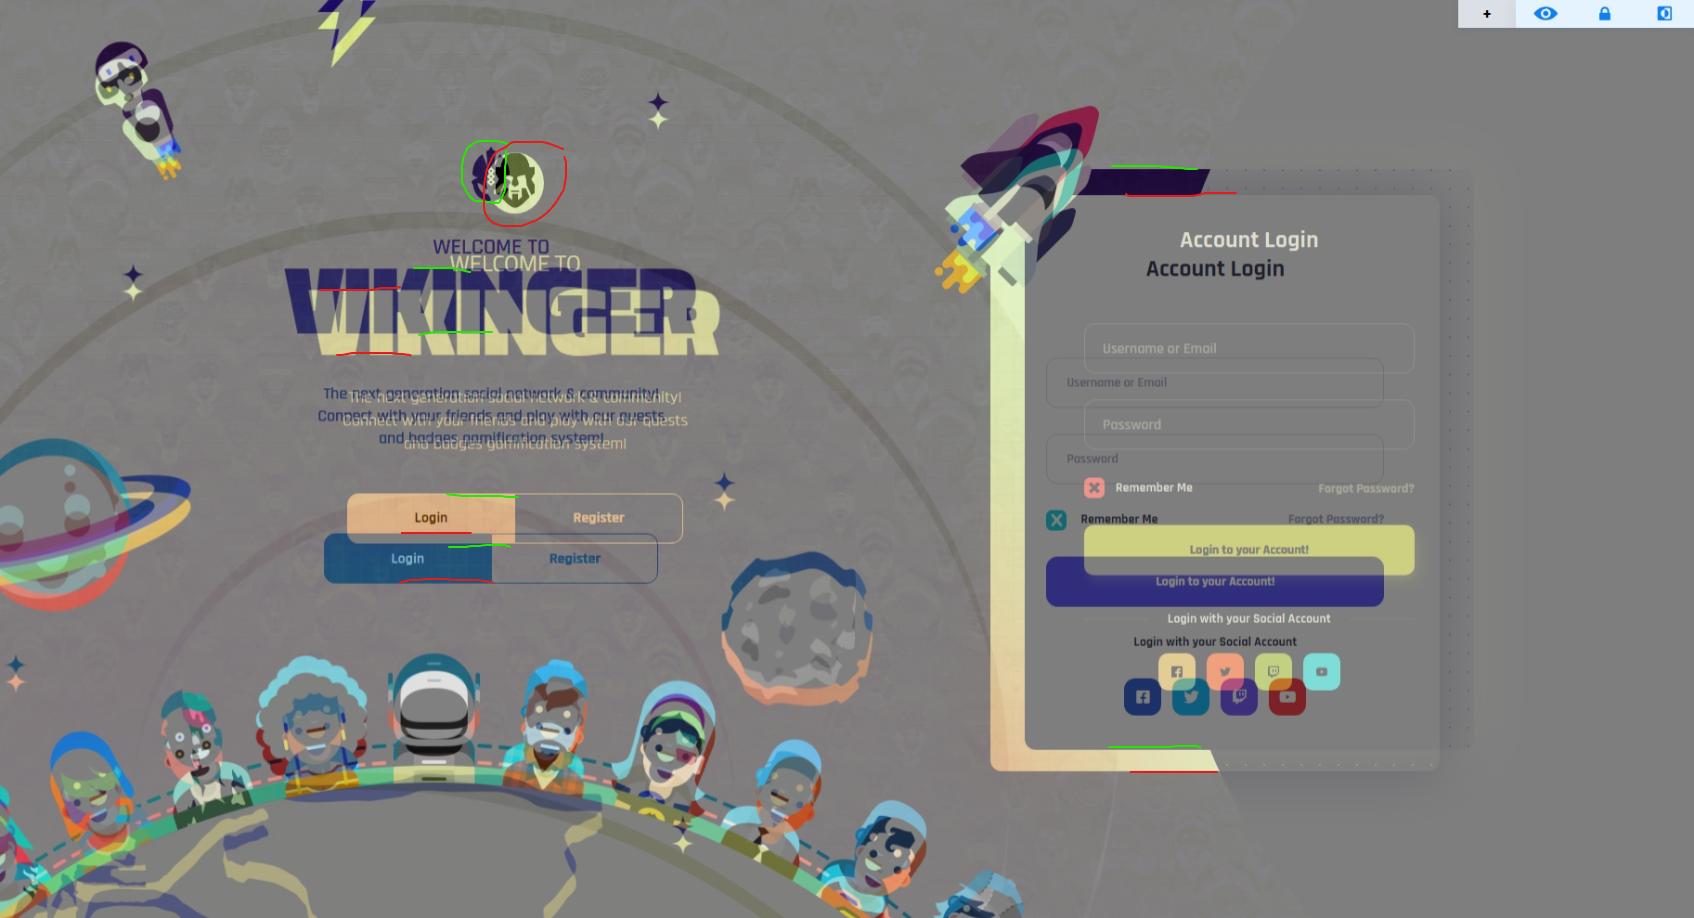 +
WELCOME TO
WELCOME TO
VIKINGER
VIKINGER
The next generation social network & community!
The next generation social network & community!
Connect with your friends and play with our quests
Connect with your friends and play with our quests
and badges gamification system!
and badges gamification system!
Login Register
Login Register
Account Login
Account Login
Username or Email
Username or Email
Password
Password
Remember Me Forgot Password?
Remember Me Forgot Password?
Login to your Account!
Login to your Account!
Login with your Social Account
Login with your Social Account